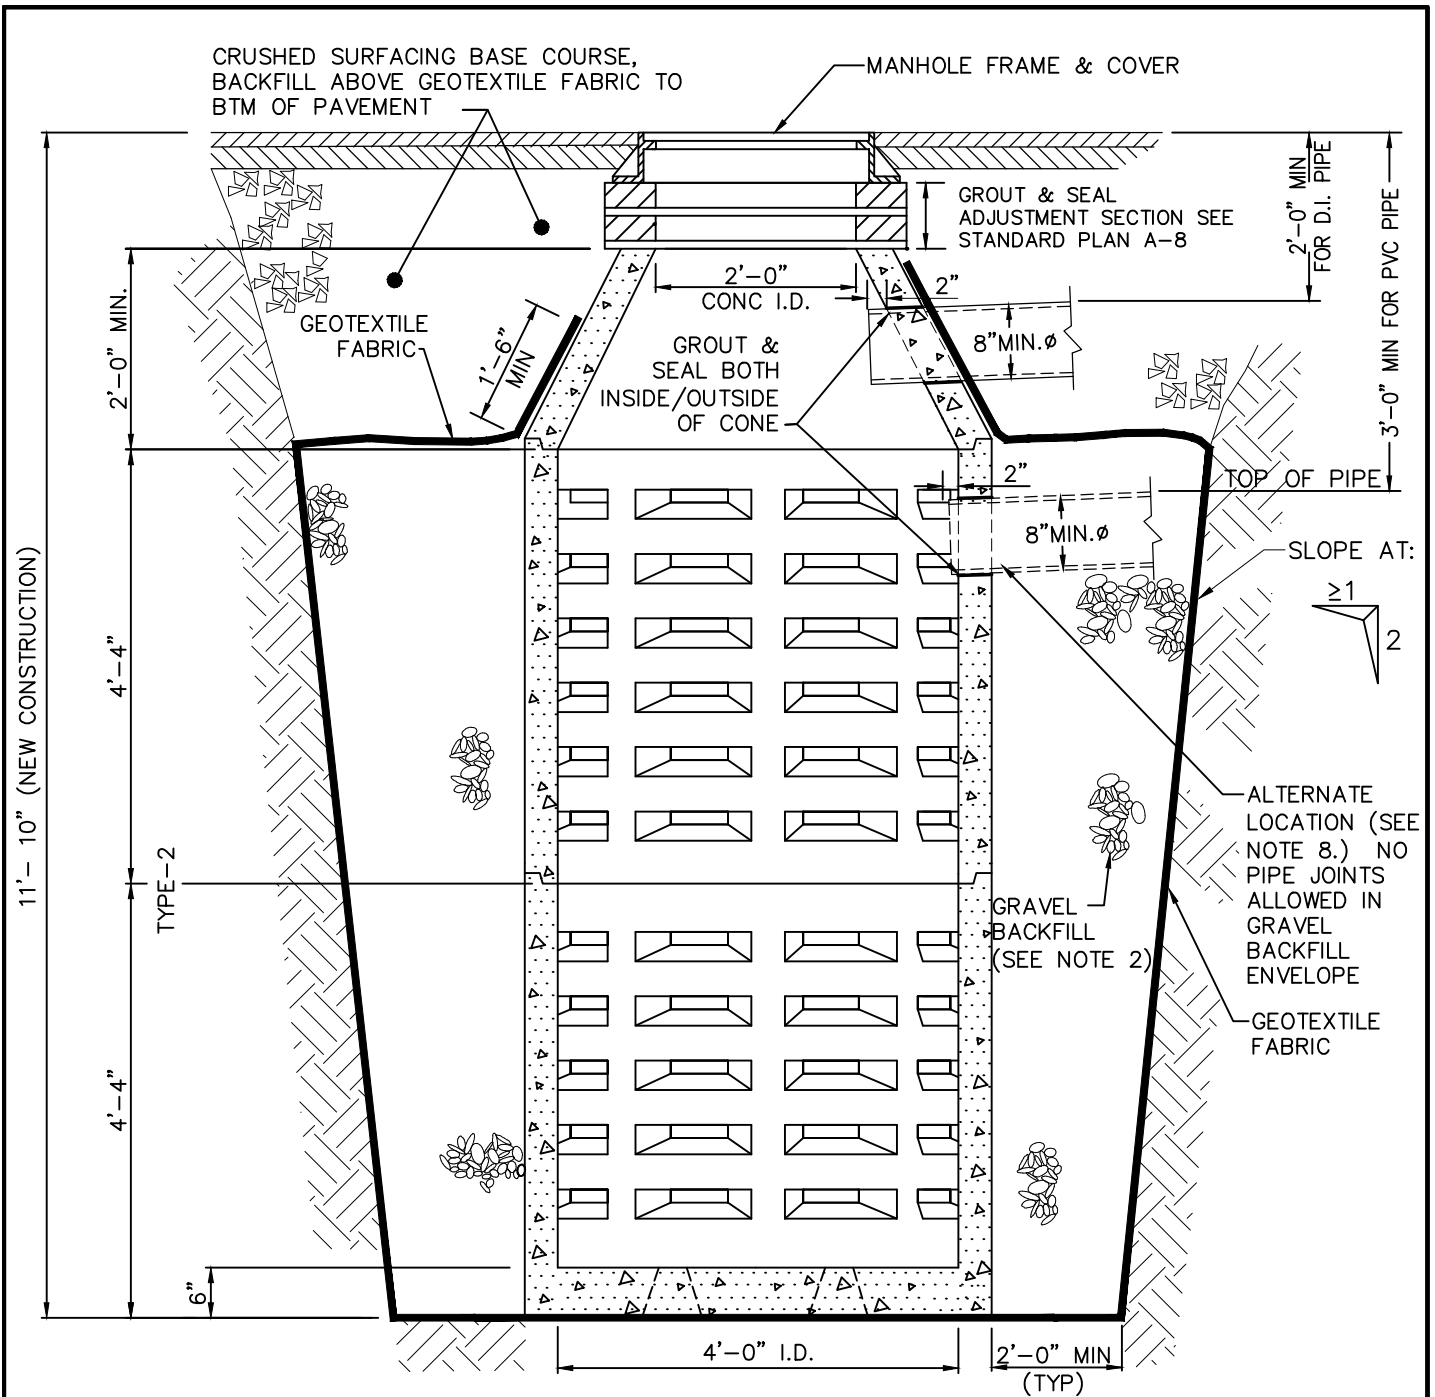 CRUSHED SURFACING BASE COURSE,
BACKFILL ABOVE GEOTEXTILE FABRIC TO
BTM OF PAVEMENT
MANHOLE FRAME & COVER
GROUT & SEAL
ADJUSTMENT SECTION SEE
STANDARD PLAN A-8
2'-0" MIN
FOR D.I. PIPE
3'-0" MIN FOR PVC PIPE
2'-0"
CONC I.D.
2"
8"MIN.ø
GEOTEXTILE
FABRIC
1'-6"
MIN
2'-0" MIN.
GROUT &
SEAL BOTH
INSIDE/OUTSIDE
OF CONE
2"
TOP OF PIPE
8"MIN.ø
SLOPE AT:
≥1
2
11'- 10" (NEW CONSTRUCTION)
4'-4"
TYPE-2
ALTERNATE
LOCATION (SEE
NOTE 8.) NO
PIPE JOINTS
ALLOWED IN
GRAVEL
BACKFILL
ENVELOPE
GRAVEL
BACKFILL
(SEE NOTE 2)
GEOTEXTILE
FABRIC
4'-4"
6"
4'-0" I.D.
2'-0" MIN
(TYP)